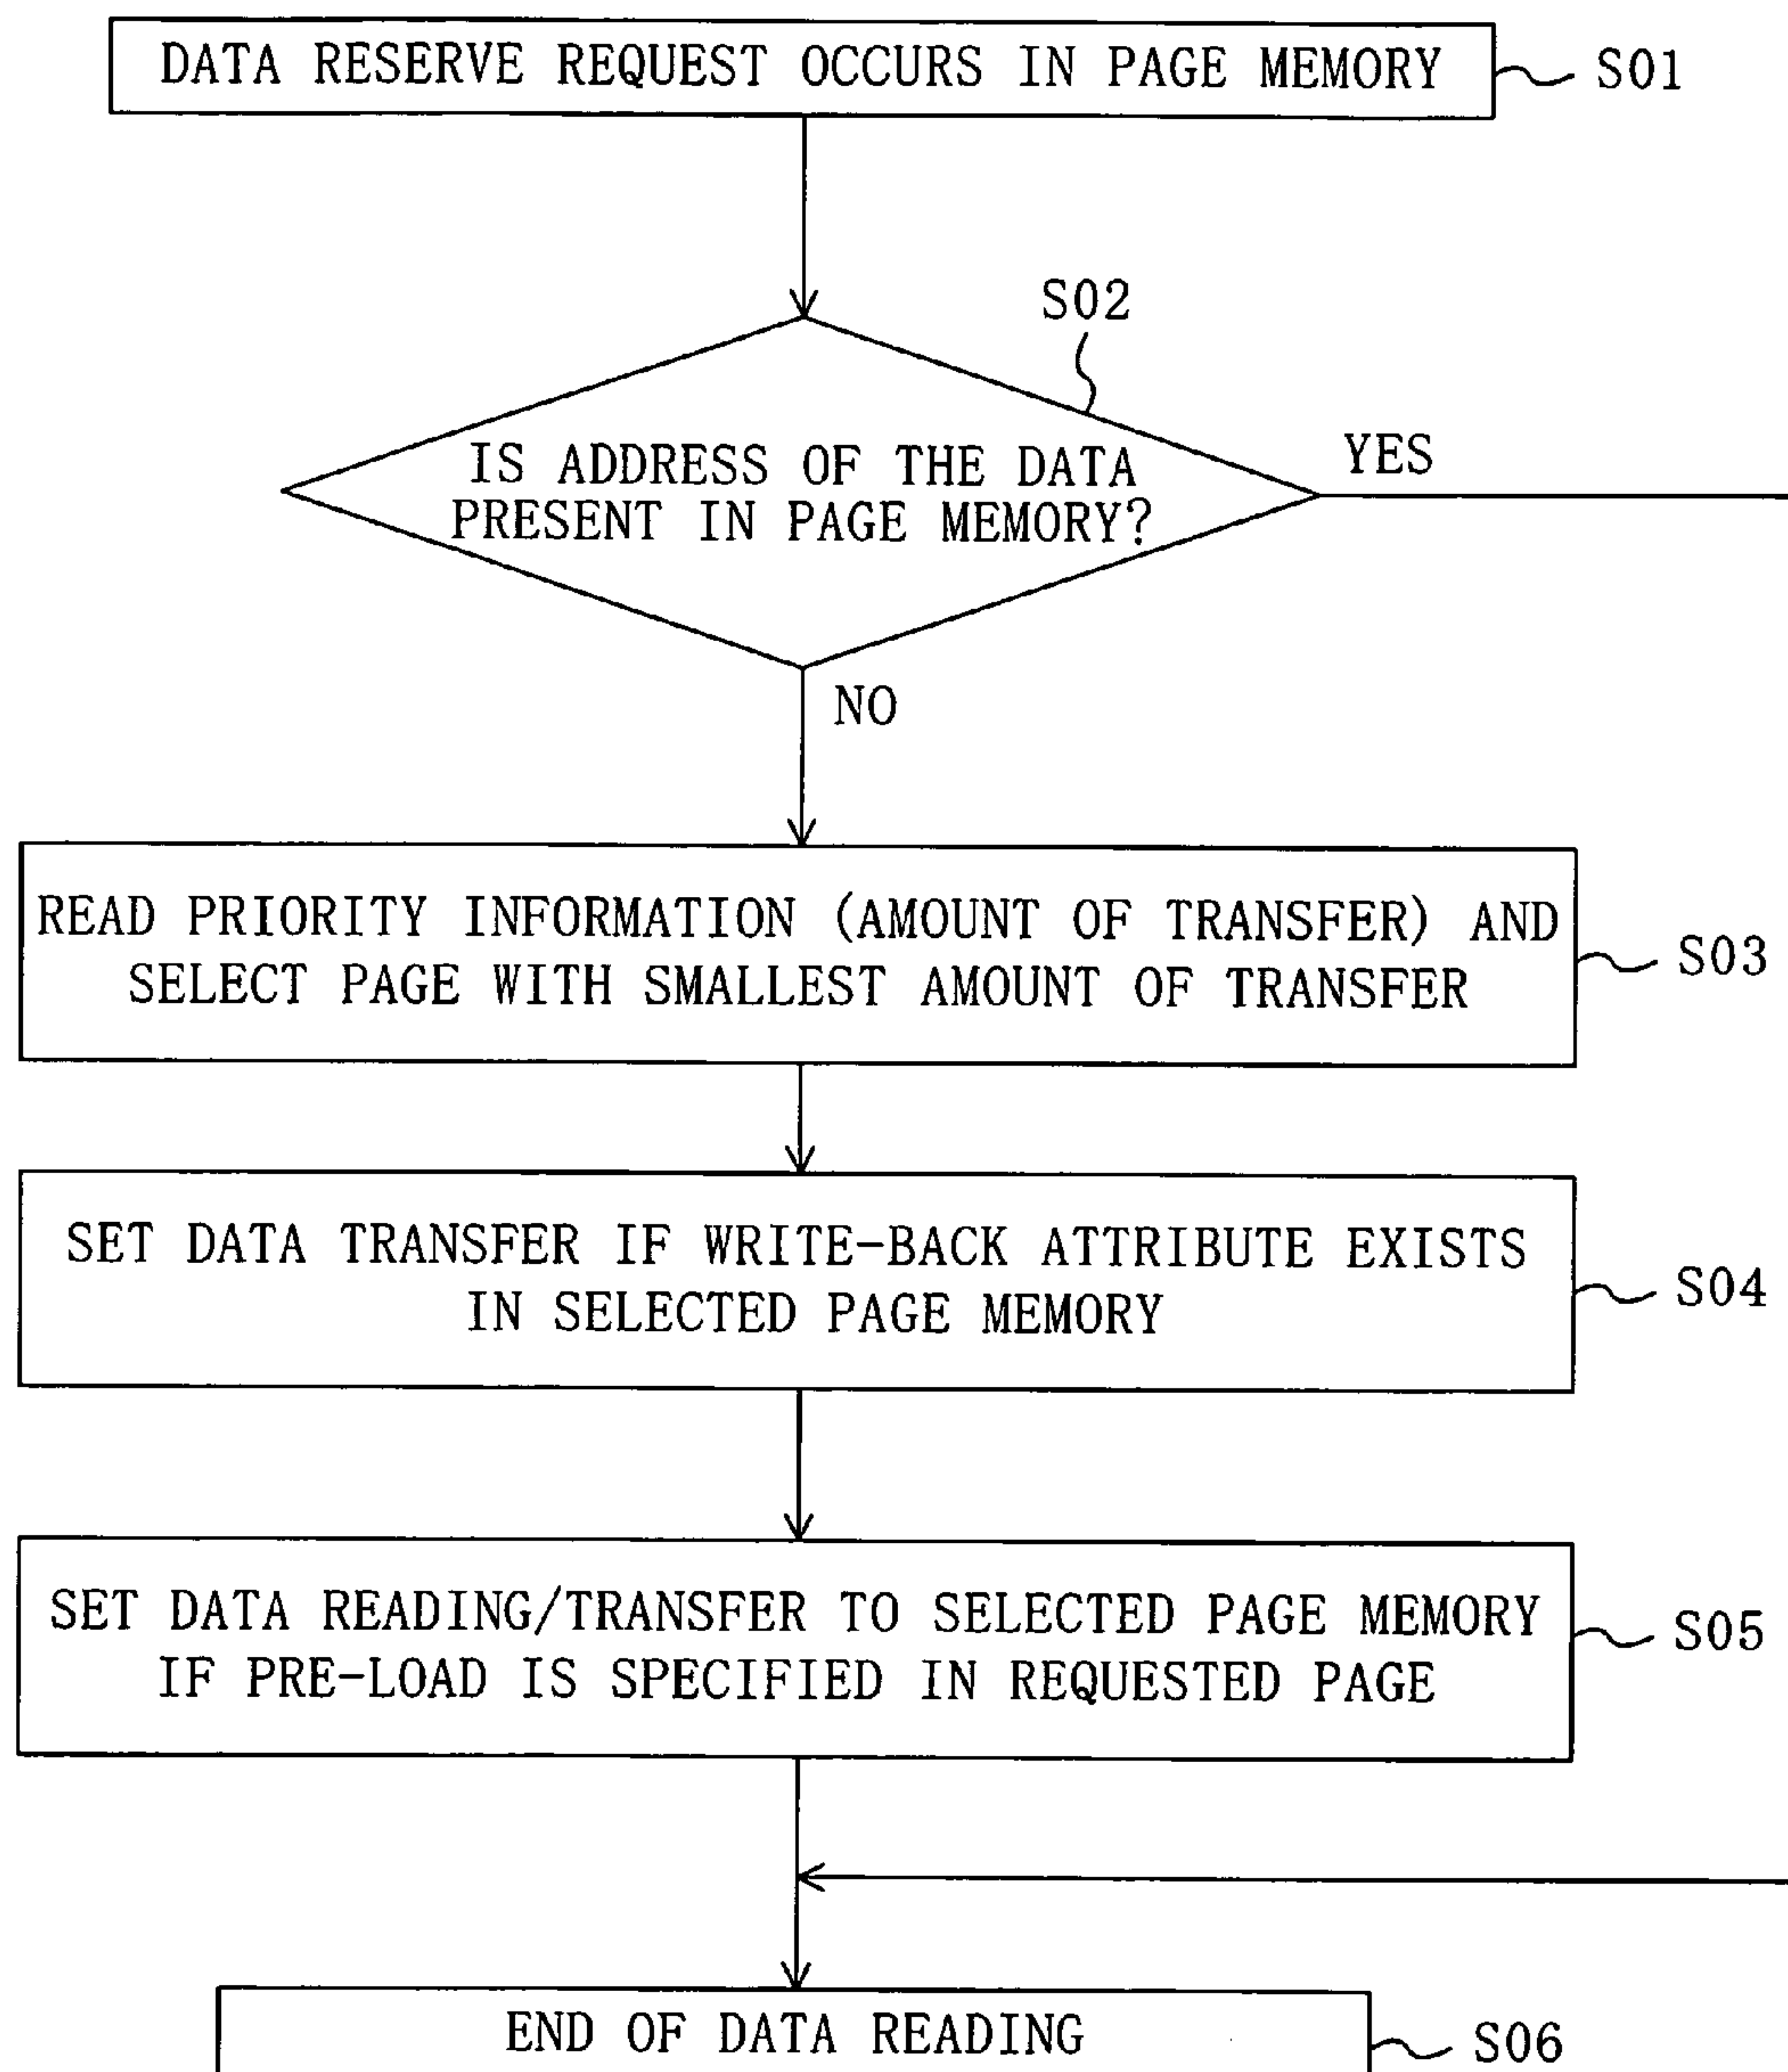 DATA RESERVE REQUEST OCCURS IN PAGE MEMORY
S01
S02
IS ADDRESS OF THE DATA
PRESENT IN PAGE MEMORY?
YES
NO
READ PRIORITY INFORMATION (AMOUNT OF TRANSFER) AND
SELECT PAGE WITH SMALLEST AMOUNT OF TRANSFER
S03
SET DATA TRANSFER IF WRITE-BACK ATTRIBUTE EXISTS
IN SELECTED PAGE MEMORY
S04
SET DATA READING/TRANSFER TO SELECTED PAGE MEMORY
IF PRE-LOAD IS SPECIFIED IN REQUESTED PAGE
S05
END OF DATA READING
S06